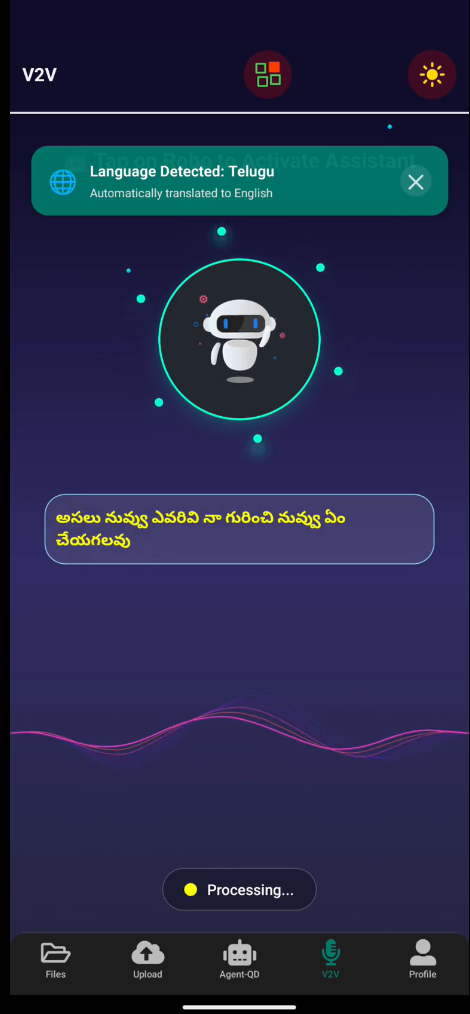 V2V
Tap on Robo to Activate Assistant
Language Detected: Telugu
Automatically translated to English
అసలు నువ్వు ఎవరివి నా గురించి నువ్వు ఏం
చేయగలవు
Processing...
Files
Upload
Agent-QD
V2V
Profile